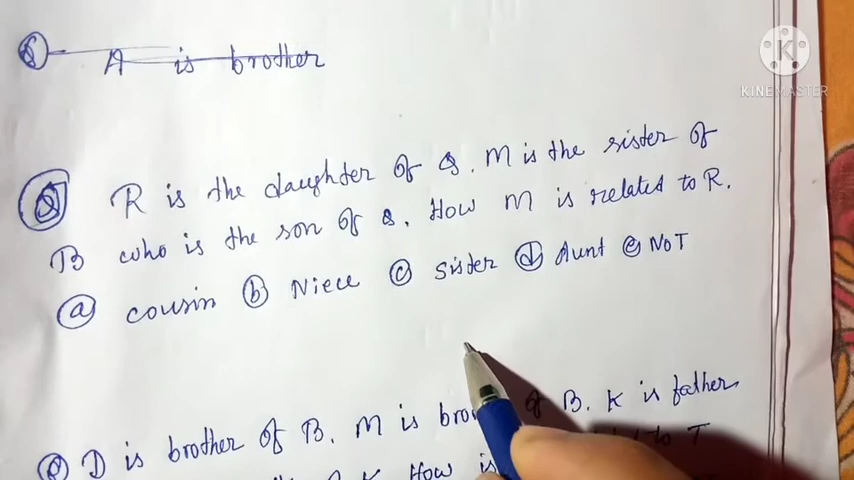 Q A is brother
K
KINEMASTER
Q R is the daughter of Q. M is the sister of
B who is the son of Q. How M is related to R.
(a) cousin (b) Niece (c) sister (d) Aunt (e) NOT
Q D is brother of B. M is of B. K is father
How is to T